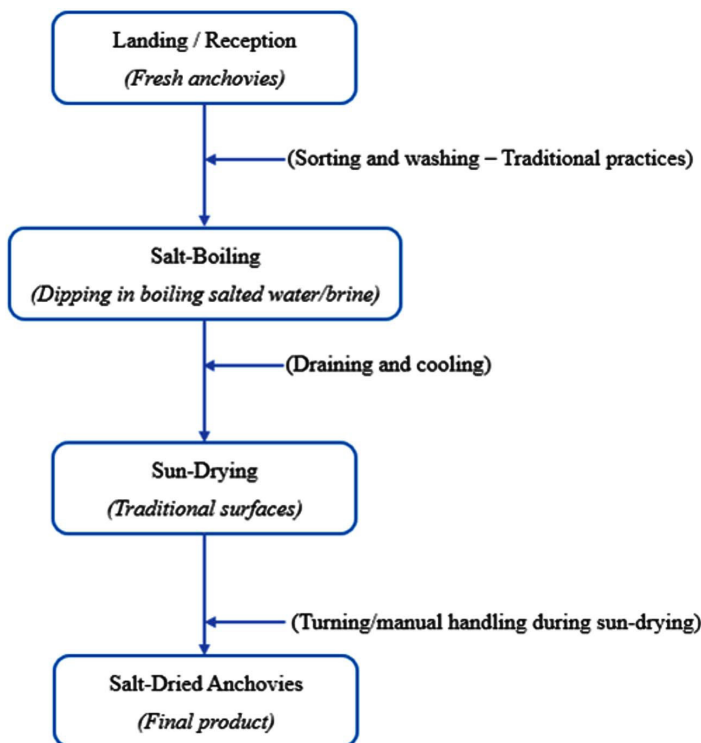 Landing / Reception
(Fresh anchovies)
(Sorting and washing – Traditional practices)
Salt-Boiling
(Dipping in boiling salted water/brine)
(Draining and cooling)
Sun-Drying
(Traditional surfaces)
(Turning/manual handling during sun-drying)
Salt-Dried Anchovies
(Final product)